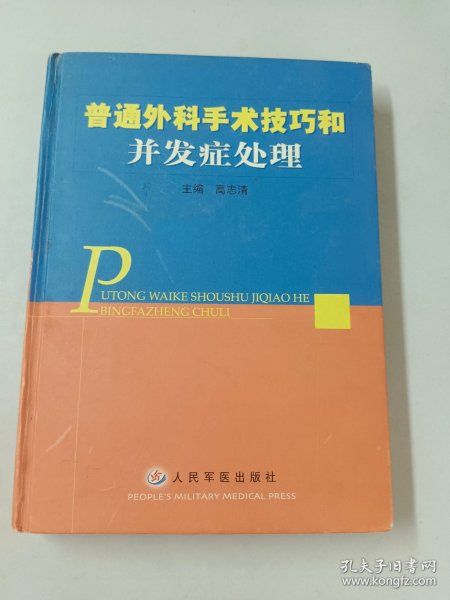 普通外科手术技巧和
并发症处理
主编 高志清
PUTONG WAIKE SHOUSHU JIQIAO HE
BINGFAZHENG CHULI
人民军医出版社
PEOPLE'S MILITARY MEDICAL PRESS
孔夫子旧书网
www.kongfz.com